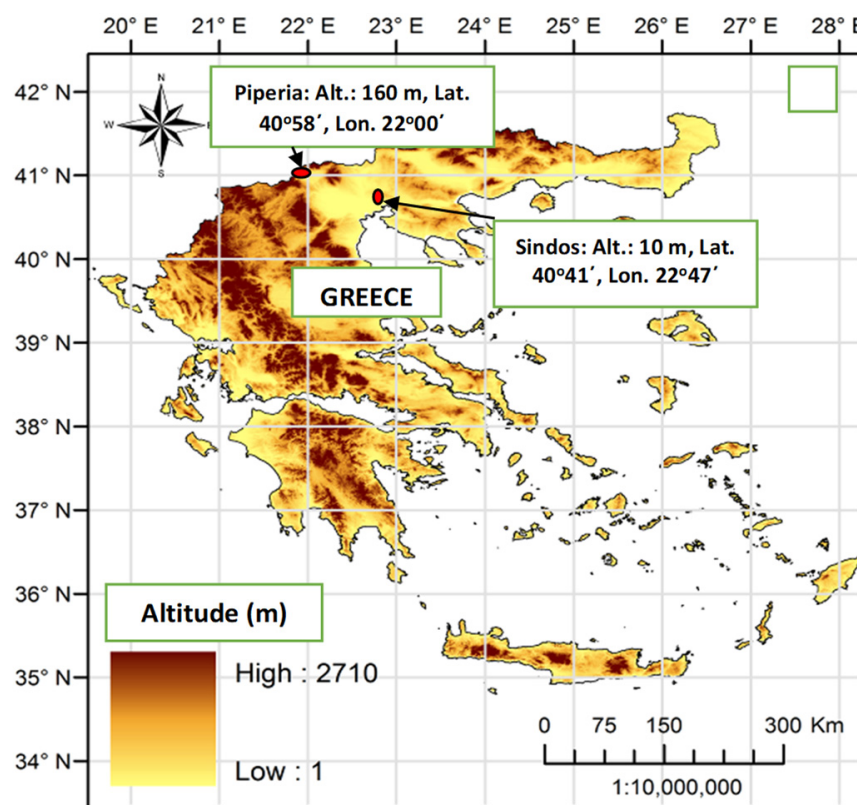 20° E 21° E 22° E 23° E 24° E 25° E 26° E 27° E 28° E
42° N
41° N
40° N
39° N
38° N
37° N
36° N
35° N
34° N
N
W
S
Piperia: Alt.: 160 m, Lat.
40°58΄, Lon. 22°00΄
Sindos: Alt.: 10 m, Lat.
40°41΄, Lon. 22°47΄
GREECE
Altitude (m)
High : 2710
Low : 1
0 75 150 300 Km
1:10,000,000